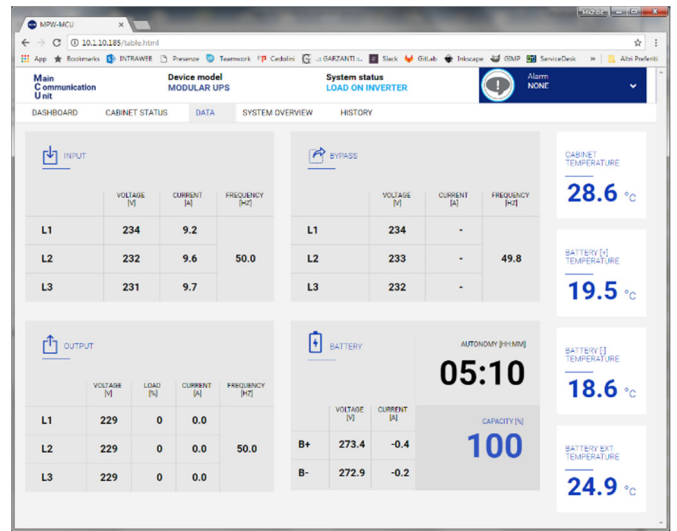 MPW-MCU
10.1.10.185/table.html
App Bookmarks INTRAWEB Presenze Teamwork Cedolini GARZANTI Slack GitLab Inkscape GIMP ServiceDesk » Altri Preferiti
Main
Communication
Unit
Device model
MODULAR UPS
System status
LOAD ON INVERTER
Alarm
NONE
DASHBOARD CABINET STATUS DATA SYSTEM OVERVIEW HISTORY
INPUT
VOLTAGE [V] CURRENT [A] FREQUENCY [HZ]
L1 234 9.2
L2 232 9.6 50.0
L3 231 9.7
BYPASS
VOLTAGE [V] CURRENT [A] FREQUENCY [HZ]
L1 234 -
L2 233 - 49.8
L3 232 -
OUTPUT
VOLTAGE [V] LOAD [%] CURRENT [A] FREQUENCY [HZ]
L1 229 0 0.0
L2 229 0 0.0 50.0
L3 229 0 0.0
BATTERY
AUTONOMY [HH:MM]
05:10
VOLTAGE [V] CURRENT [A]
B+ 273.4 -0.4
B- 272.9 -0.2
CAPACITY [%]
100
CABINET
TEMPERATURE
28.6 °C
BATTERY [+]
TEMPERATURE
19.5 °C
BATTERY [-]
TEMPERATURE
18.6 °C
BATTERY EXT
TEMPERATURE
24.9 °C